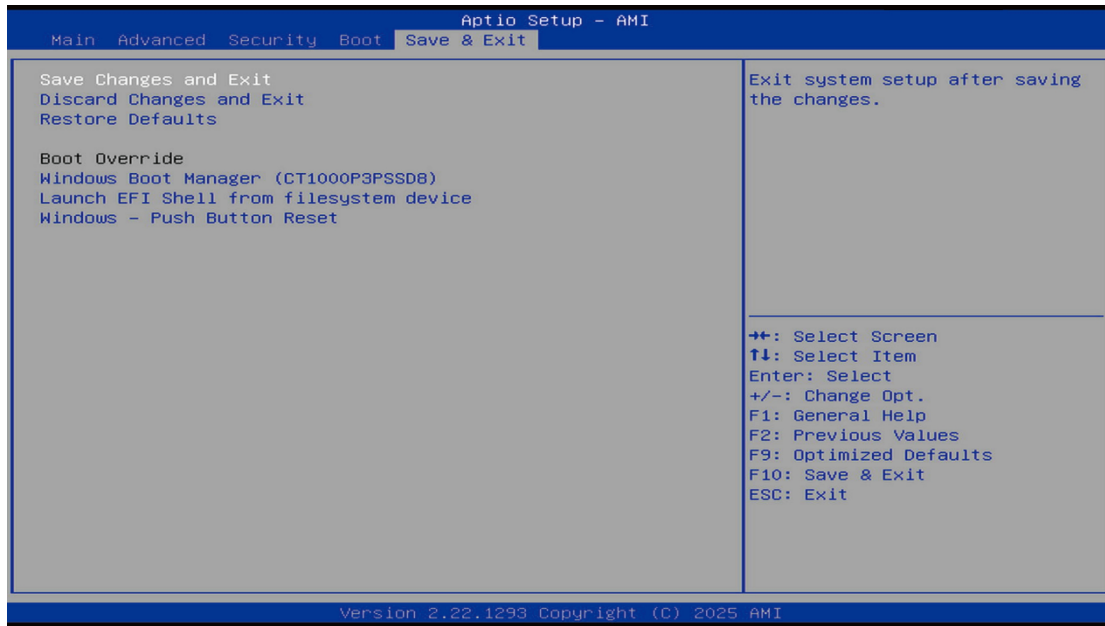 Aptio Setup – AMI
Main Advanced Security Boot Save & Exit
Save Changes and Exit
Discard Changes and Exit
Restore Defaults
Boot Override
Windows Boot Manager (CT1000P3PSSD8)
Launch EFI Shell from filesystem device
Windows – Push Button Reset
Exit system setup after saving
the changes.
→←: Select Screen
↑↓: Select Item
Enter: Select
+/-: Change Opt.
F1: General Help
F2: Previous Values
F9: Optimized Defaults
F10: Save & Exit
ESC: Exit
Version 2.22.1293 Copyright (C) 2025 AMI